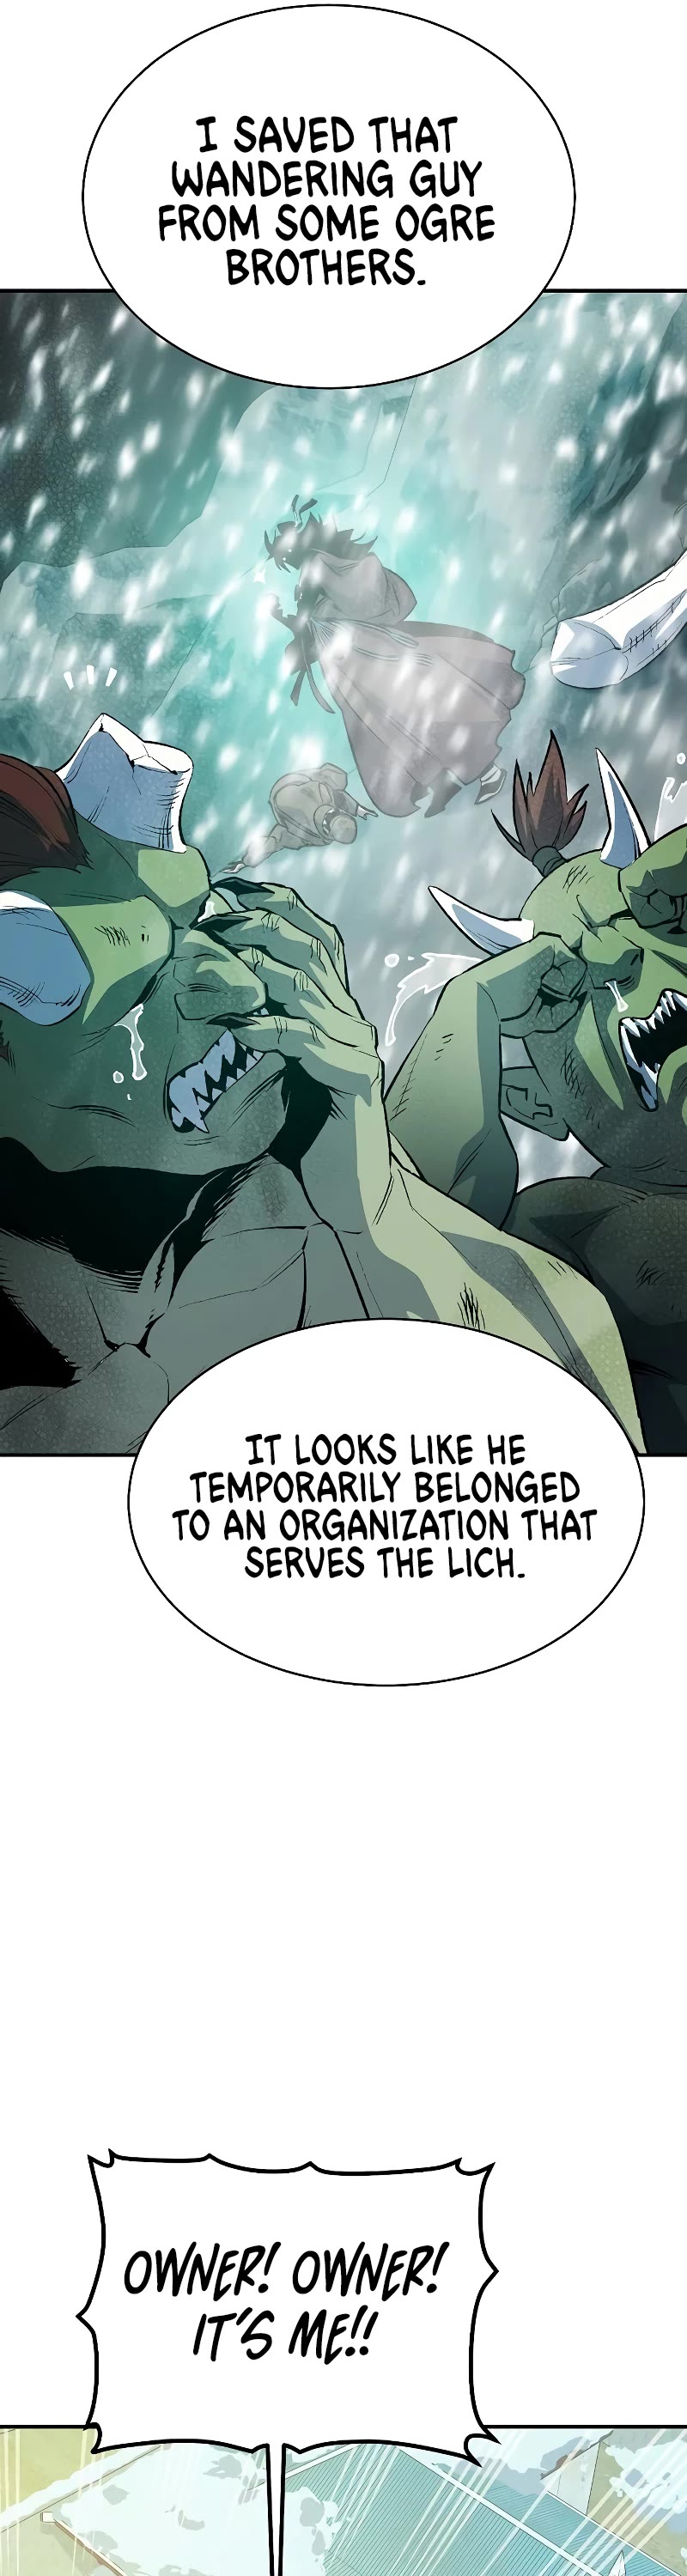 I SAVED THAT
WANDERING GUY
FROM SOME OGRE
BROTHERS.
IT LOOKS LIKE HE
TEMPORARILY BELONGED
TO AN ORGANIZATION THAT
SERVES THE LICH.
OWNER! OWNER!
IT'S ME!!